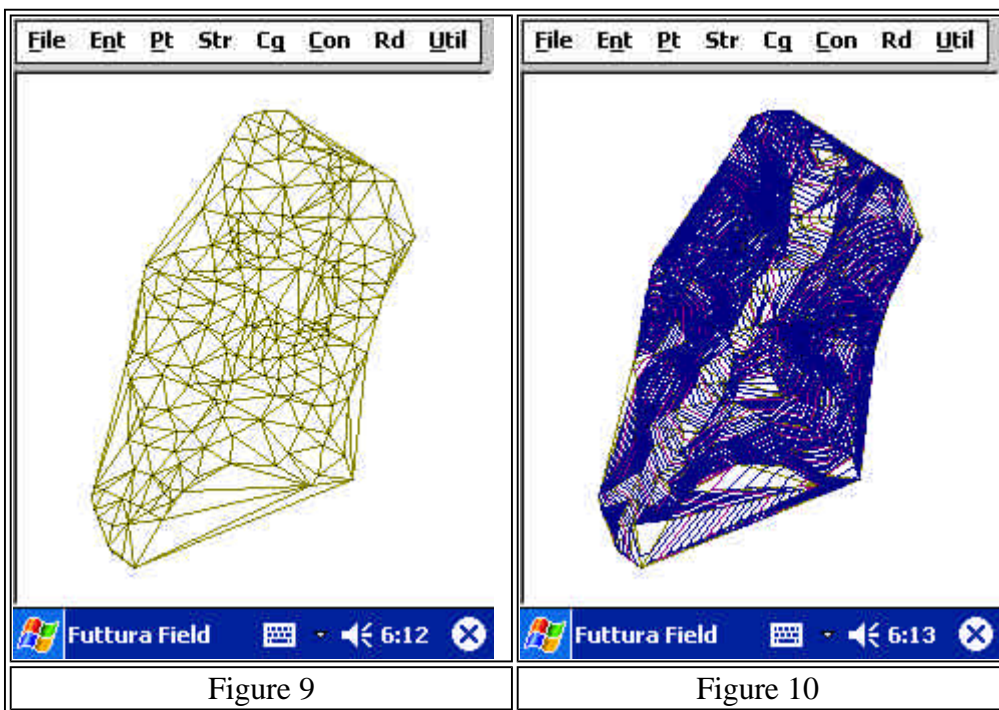 File Ent Pt Str Cg Con Rd Util
Futtura Field 6:12
Figure 9
File Ent Pt Str Cg Con Rd Util
Futtura Field 6:13
Figure 10